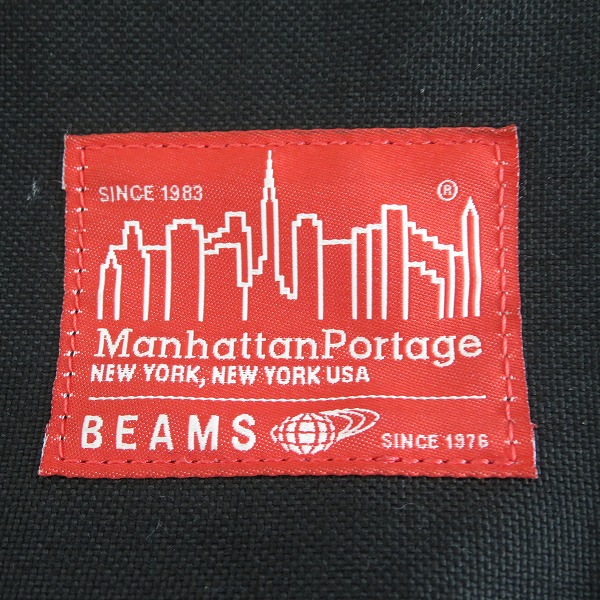 SINCE 1983 ®
ManhattanPortage
NEW YORK, NEW YORK USA
BEAMS SINCE 1976